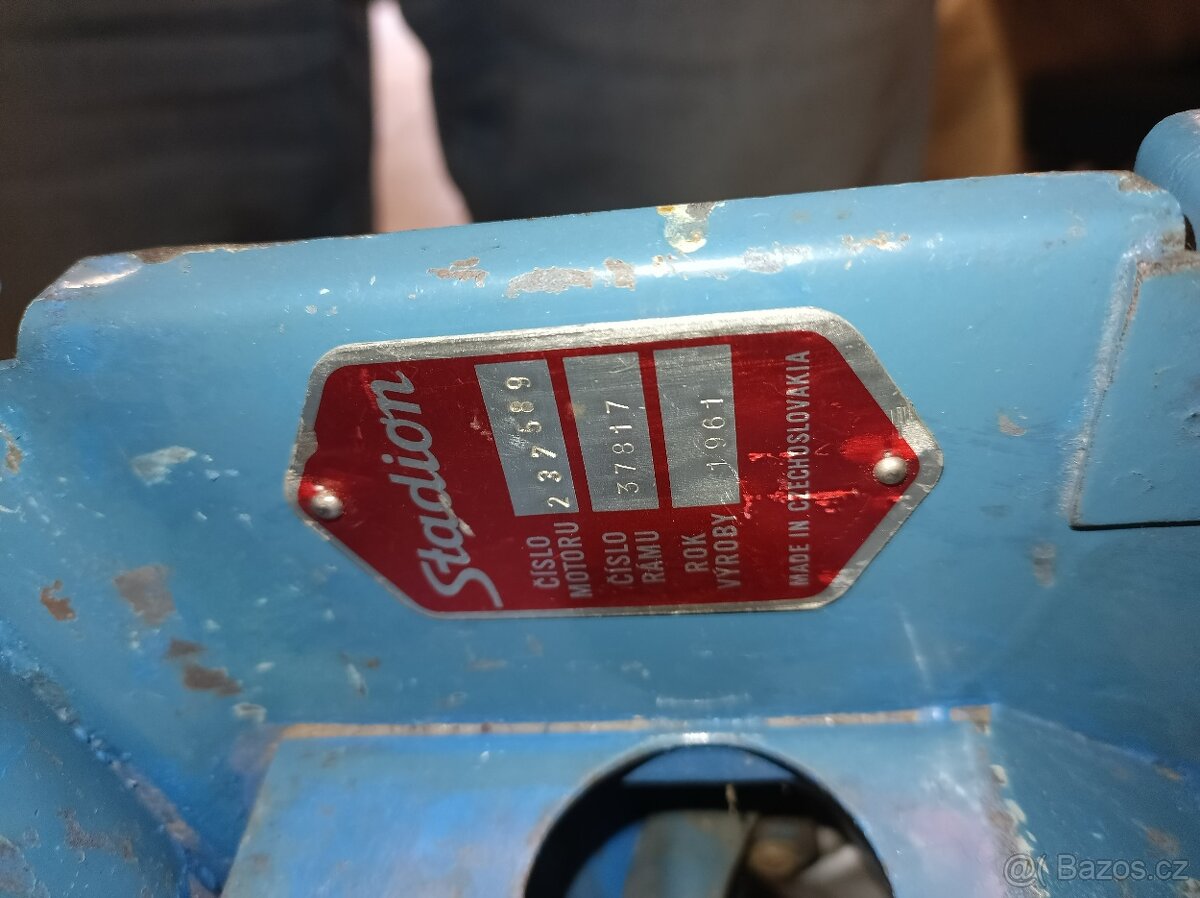 Stadion
ČÍSLO
MOTORU
237589
ČÍSLO
RÁMU
37817
ROK
VÝROBY
1961
MADE IN CZECHOSLOVAKIA
@ Bazos.cz